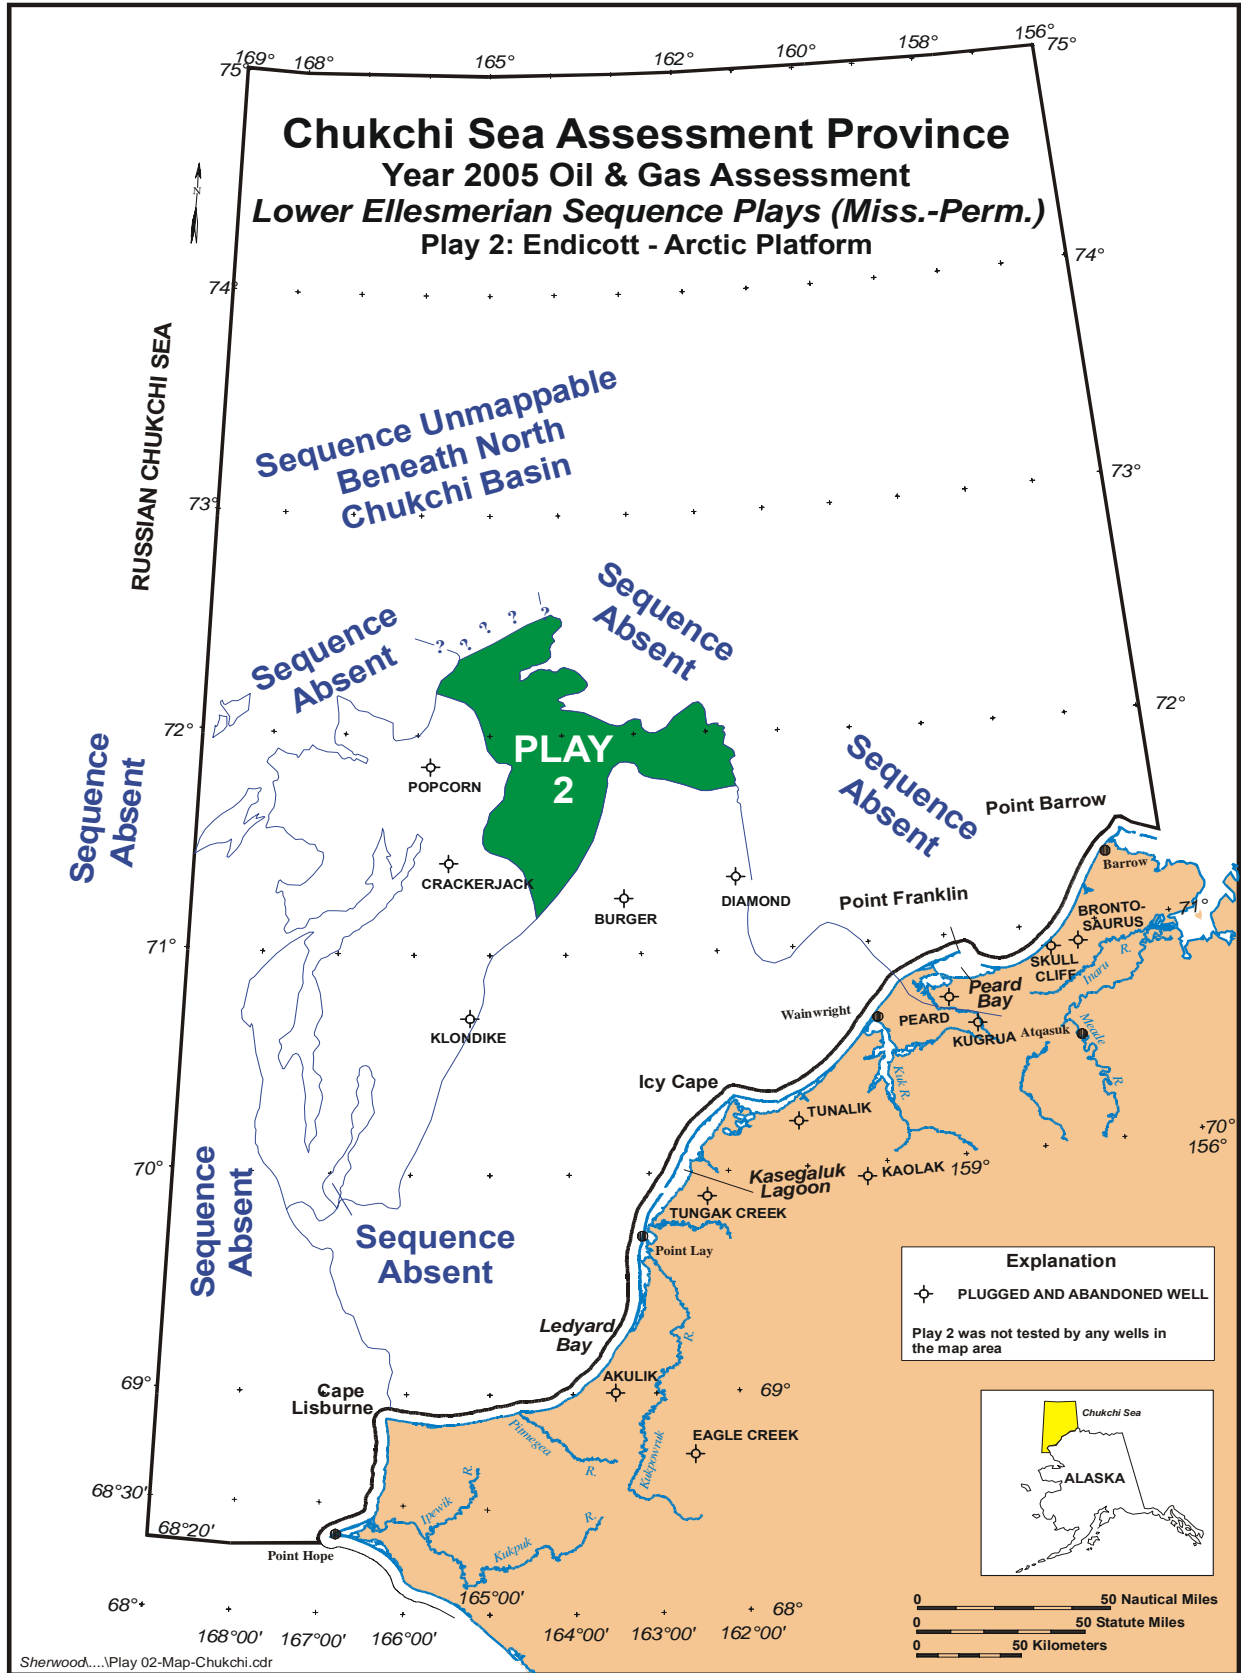 169°
168°
165°
162°
160°
158°
156°
75°
75°
Chukchi Sea Assessment Province
Year 2005 Oil & Gas Assessment
Lower Ellesmerian Sequence Plays (Miss.-Perm.)
Play 2: Endicott - Arctic Platform
N
74°
74°
RUSSIAN CHUKCHI SEA
Sequence Unmappable
Beneath North
Chukchi Basin
73°
73°
Sequence
Absent
Sequence
Absent
? ? ? ? ?
72°
72°
Sequence
Absent
PLAY
2
POPCORN
Sequence
Absent
Point Barrow
Barrow
CRACKERJACK
BURGER
DIAMOND
Point Franklin
BRONTO-
SAURUS
71°
71°
SKULL
CLIFF
Inaru
R.
Peard
Bay
Wainwright
PEARD
KUGRUA
Atqasuk
Meade
R.
KLONDIKE
Kuk R.
Icy Cape
TUNALIK
70°
156°
70°
Kasegaluk
Lagoon
KAOLAK
159°
TUNGAK CREEK
Sequence
Absent
Sequence
Absent
Point Lay
Explanation
PLUGGED AND ABANDONED WELL
Play 2 was not tested by any wells in
the map area
Ledyard
Bay
R.
69°
AKULIK
69°
Cape
Lisburne
Pitmegea
R.
Kukpowruk
EAGLE CREEK
Chukchi Sea
ALASKA
68°30'
68°20'
R.
Ipewik
R.
Kukpuk
Point Hope
68°
165°00'
68°
168°00'
167°00'
166°00'
164°00'
163°00'
162°00'
0
50 Nautical Miles
0
50 Statute Miles
0
50 Kilometers
Sherwood\....\Play 02-Map-Chukchi.cdr